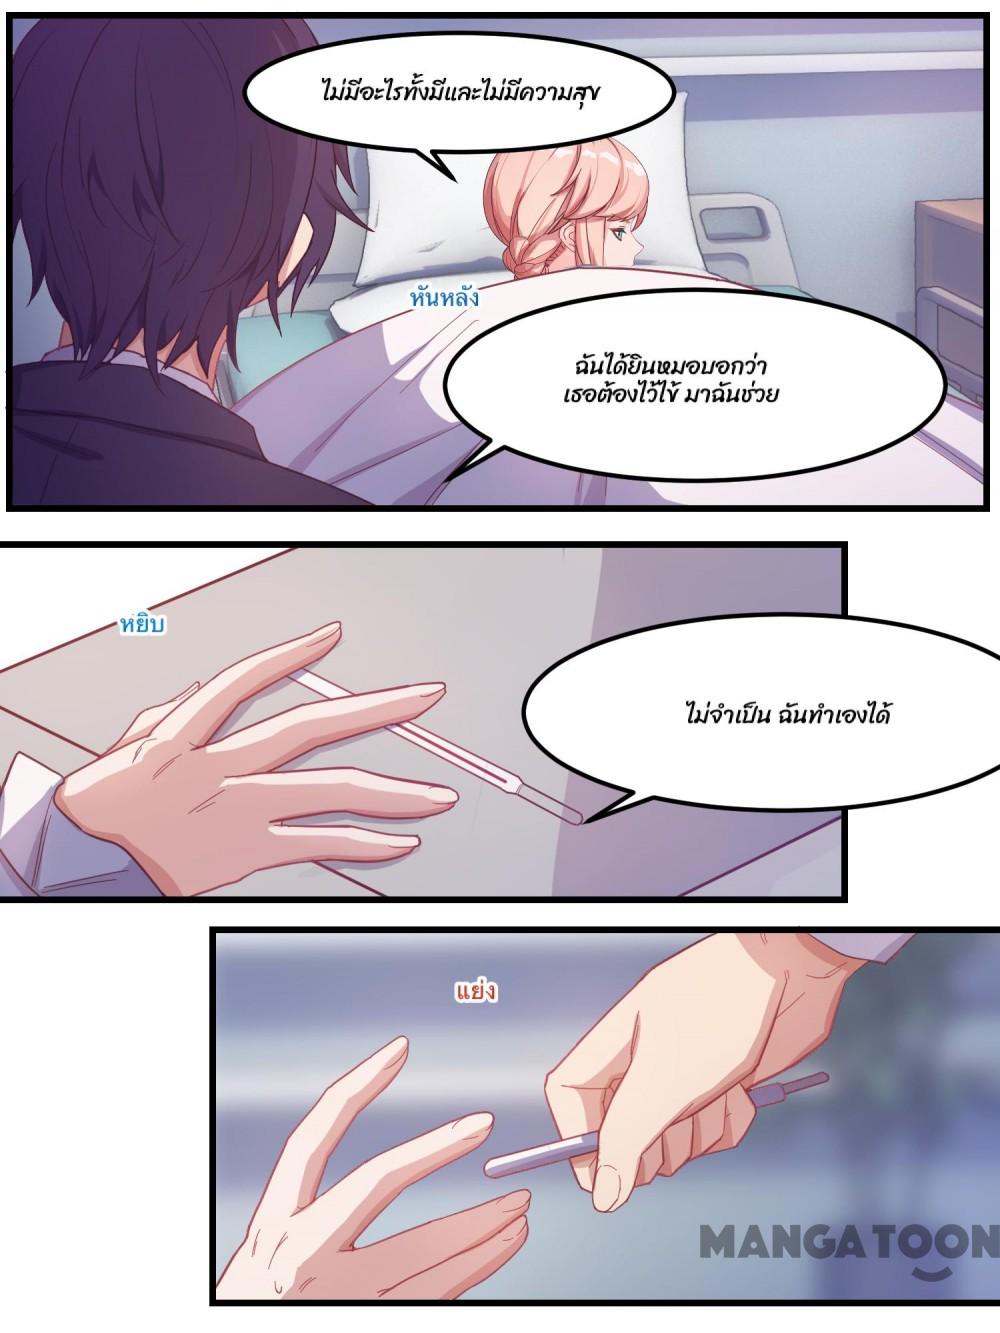 ไม่มีอะไรทั้งมีและไม่มีความสุข
หันหลัง
ฉันได้ยินหมอบอกว่า
เธอต้องไว้ไข้ มาฉันช่วย
หยิบ
ไม่จำเป็น ฉันทำเองได้
แย่ง
MANGATOON